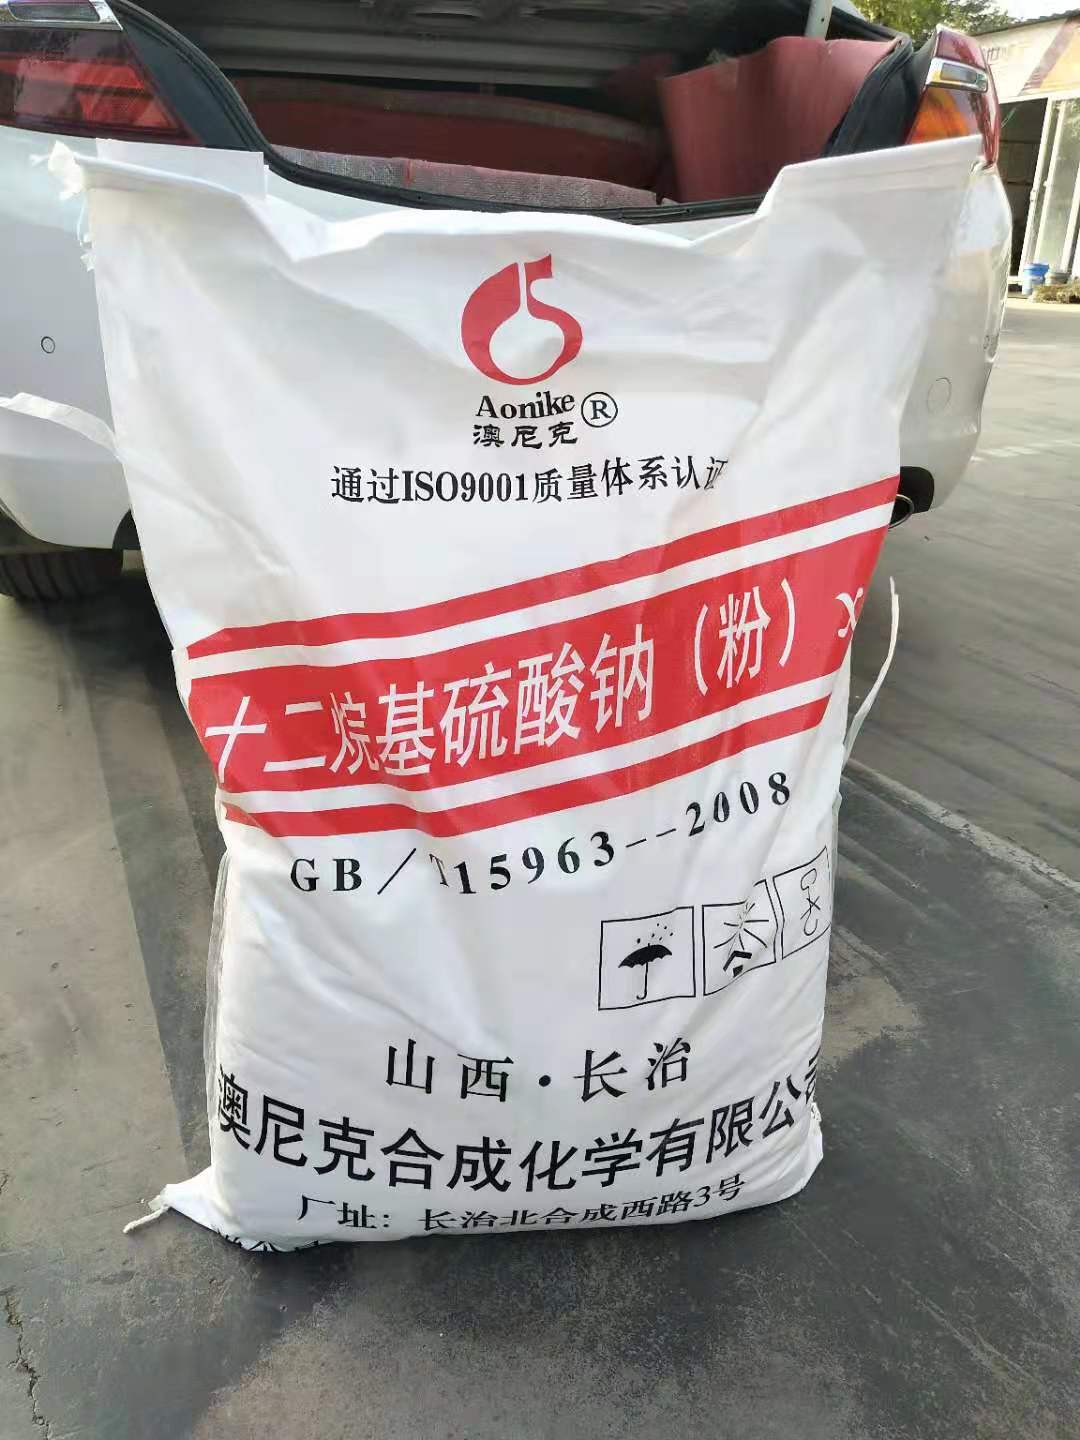 Aonike®
澳尼克
通过ISO9001质量体系认证
十二烷基硫酸钠（粉）
GB/T15963--2008
山西·长治
澳尼克合成化学有限公司
厂址：长治北合成西路3号